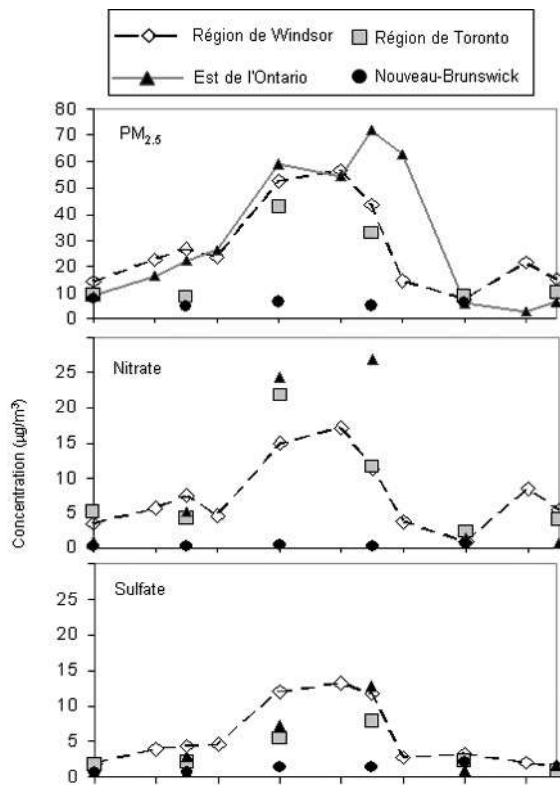 Région de Windsor
Région de Toronto
Est de l'Ontario
Nouveau-Brunswick
Concentration (µg/m³)
PM2.5
80
70
60
50
40
30
20
10
0
Nitrate
25
20
15
10
5
0
Sulfate
25
20
15
10
5
0